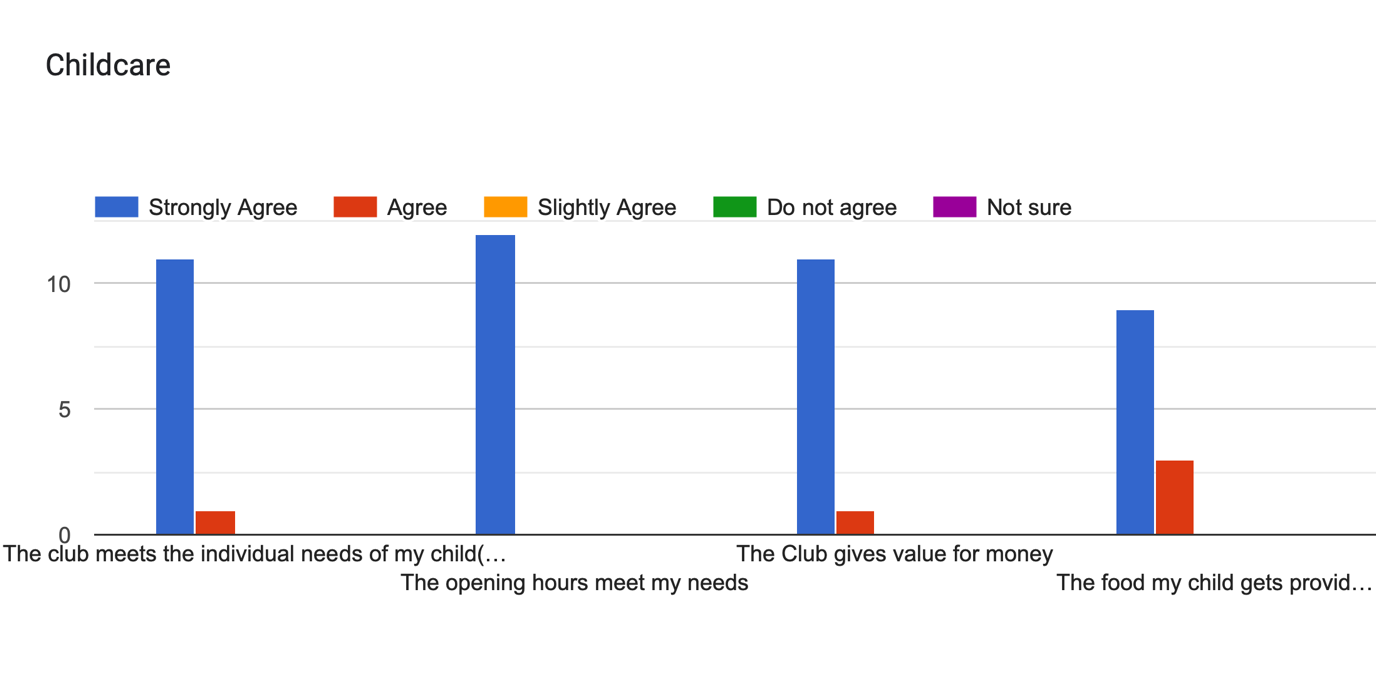 Childcare
Strongly Agree Agree Slightly Agree Do not agree Not sure
10
5
0
The club meets the individual needs of my child(…
The opening hours meet my needs
The Club gives value for money
The food my child gets provid…